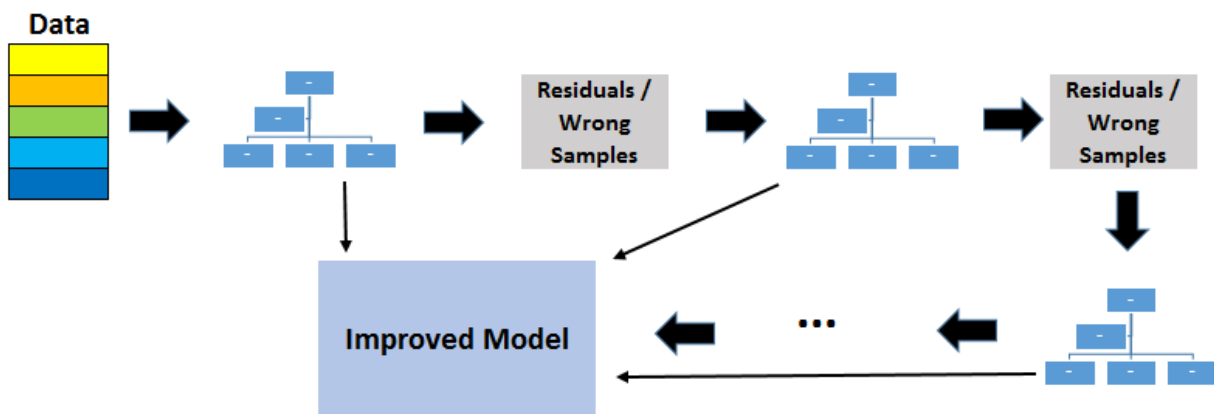 Data
-
-
-
-
-
Residuals /
Wrong
Samples
-
-
-
-
-
Residuals /
Wrong
Samples
Improved Model
...
-
-
-
-
-